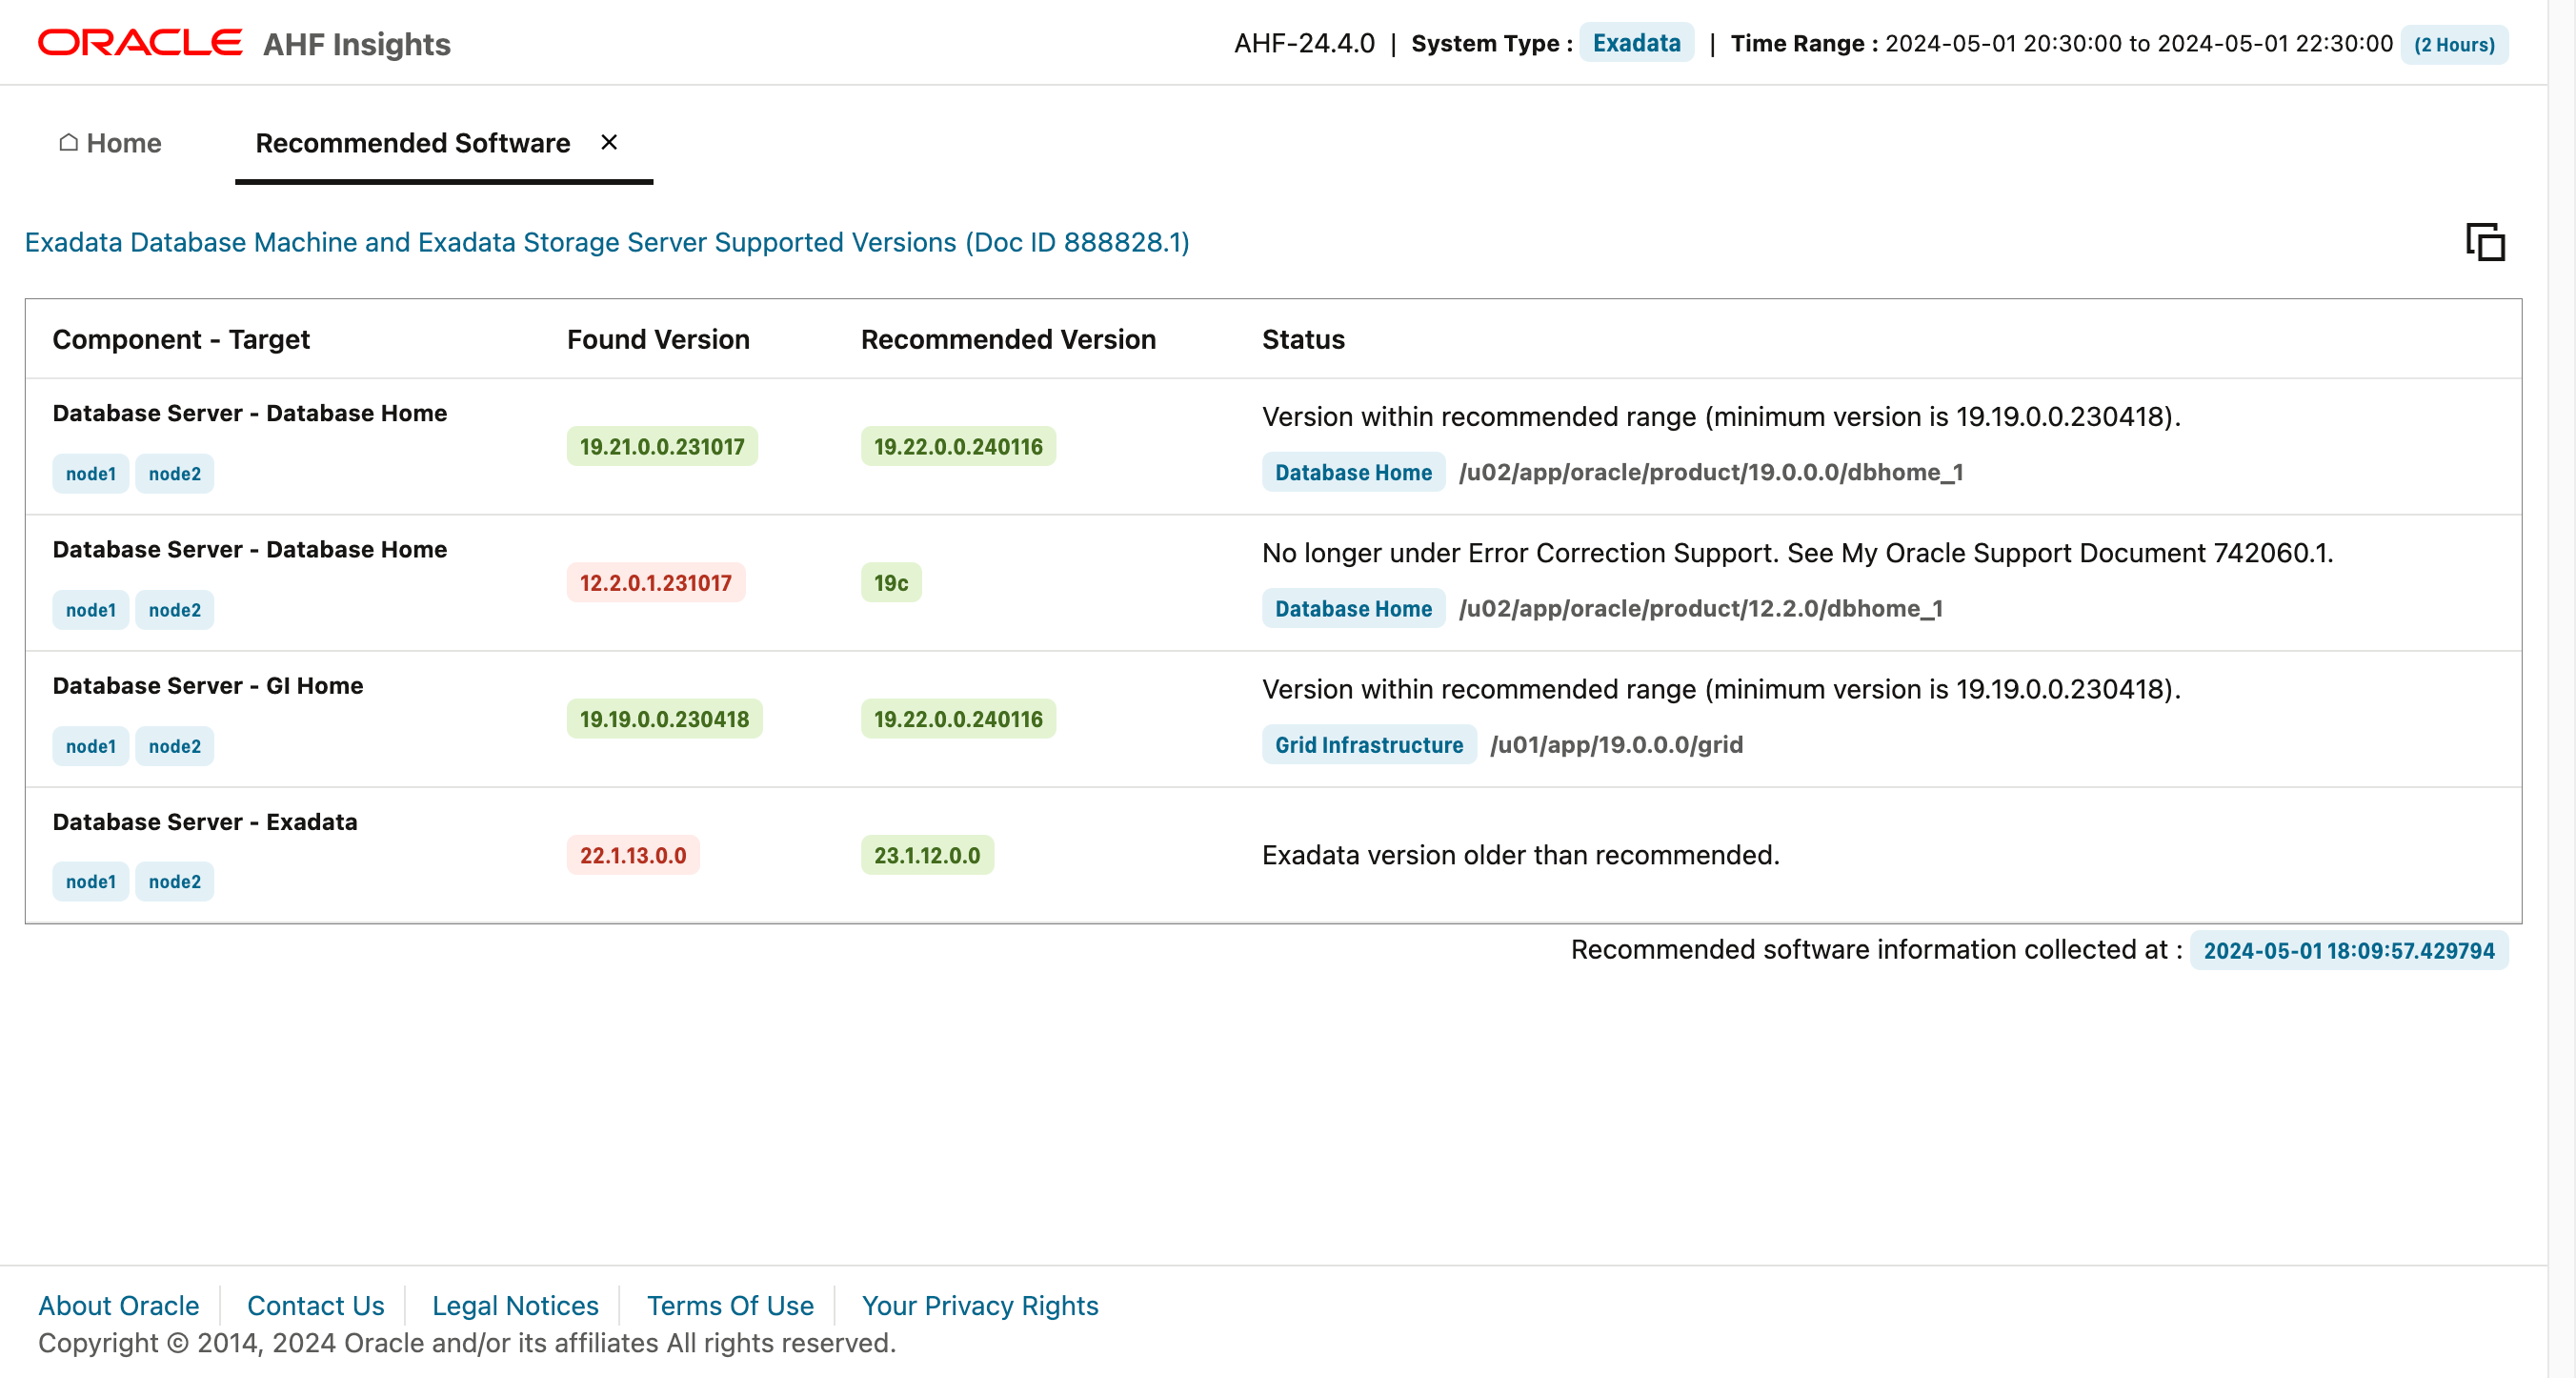 ORACLE AHF Insights
AHF-24.4.0 | System Type : Exadata | Time Range : 2024-05-01 20:30:00 to 2024-05-01 22:30:00 (2 Hours)
Home Recommended Software ×
Exadata Database Machine and Exadata Storage Server Supported Versions (Doc ID 888828.1)
Component - Target Found Version Recommended Version Status
Database Server - Database Home
node1 node2
19.21.0.0.231017
19.22.0.0.240116
Version within recommended range (minimum version is 19.19.0.0.230418).
Database Home /u02/app/oracle/product/19.0.0.0/dbhome_1
Database Server - Database Home
node1 node2
12.2.0.1.231017
19c
No longer under Error Correction Support. See My Oracle Support Document 742060.1.
Database Home /u02/app/oracle/product/12.2.0/dbhome_1
Database Server - GI Home
node1 node2
19.19.0.0.230418
19.22.0.0.240116
Version within recommended range (minimum version is 19.19.0.0.230418).
Grid Infrastructure /u01/app/19.0.0.0/grid
Database Server - Exadata
node1 node2
22.1.13.0.0
23.1.12.0.0
Exadata version older than recommended.
Recommended software information collected at : 2024-05-01 18:09:57.429794
About Oracle Contact Us Legal Notices Terms Of Use Your Privacy Rights
Copyright © 2014, 2024 Oracle and/or its affiliates All rights reserved.